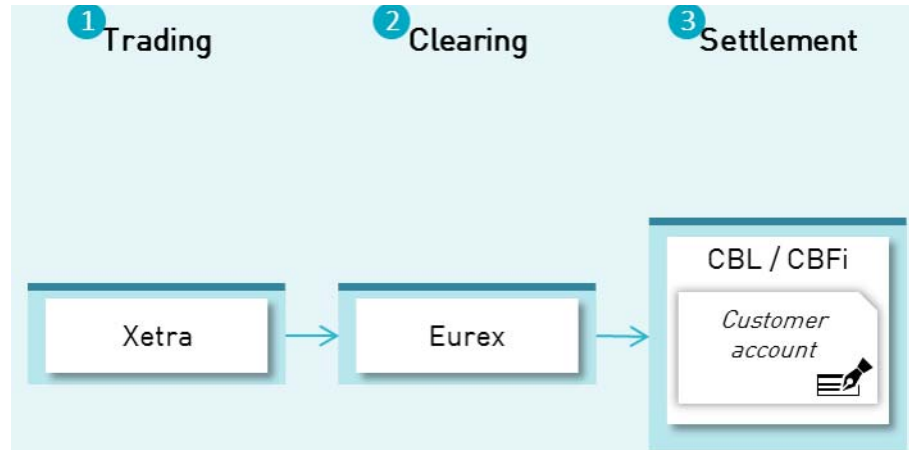 1 Trading
2 Clearing
3 Settlement
Xetra
Eurex
CBL / CBFi
Customer
account